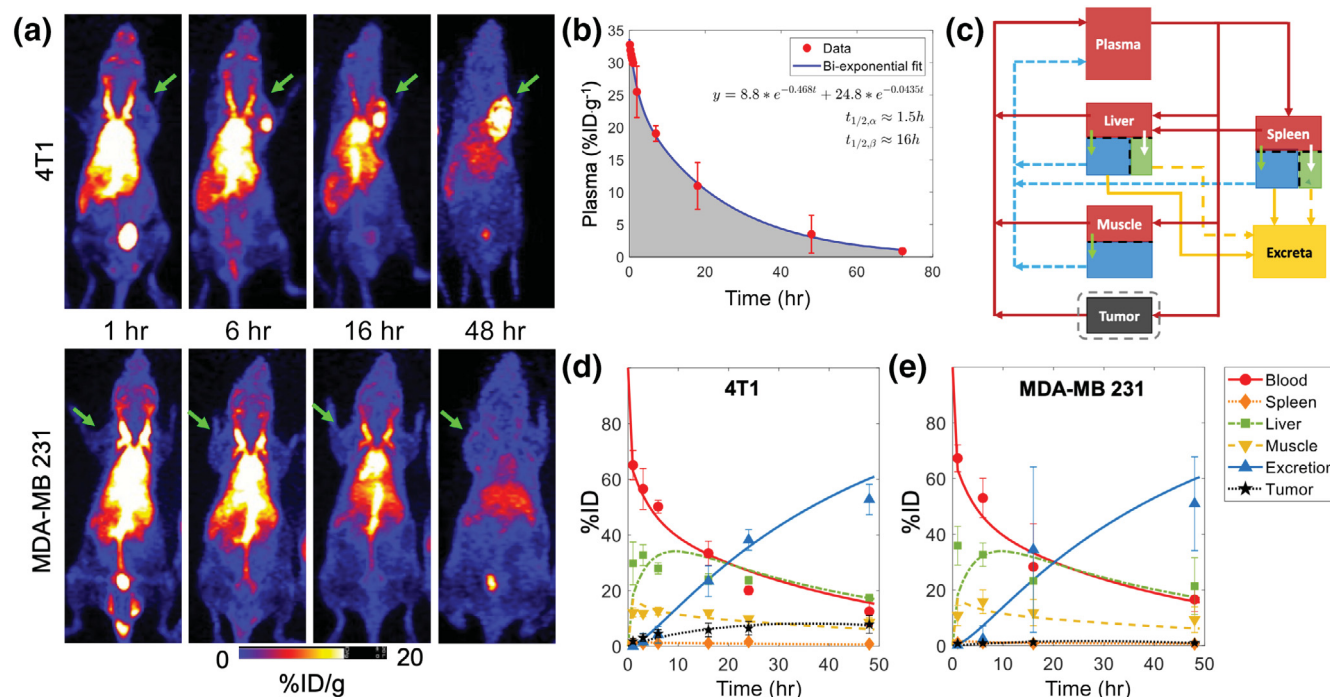 (a)
4T1
1 hr
6 hr
16 hr
48 hr
MDA-MB 231
0
20
%ID/g
(b)
Plasma (%ID·g⁻¹)
35
30
25
20
15
10
5
0
0
20
40
60
80
Time (hr)
Data
Bi-exponential fit
y = 8.8 * e^{-0.468t} + 24.8 * e^{-0.0435t}
t_{1/2,α} ≈ 1.5h
t_{1/2,β} ≈ 16h
(c)
Plasma
Liver
Spleen
Muscle
Excreta
Tumor
(d)
4T1
%ID
80
60
40
20
0
0
10
20
30
40
50
Time (hr)
(e)
MDA-MB 231
%ID
80
60
40
20
0
0
10
20
30
40
50
Time (hr)
Blood
Spleen
Liver
Muscle
Excretion
Tumor